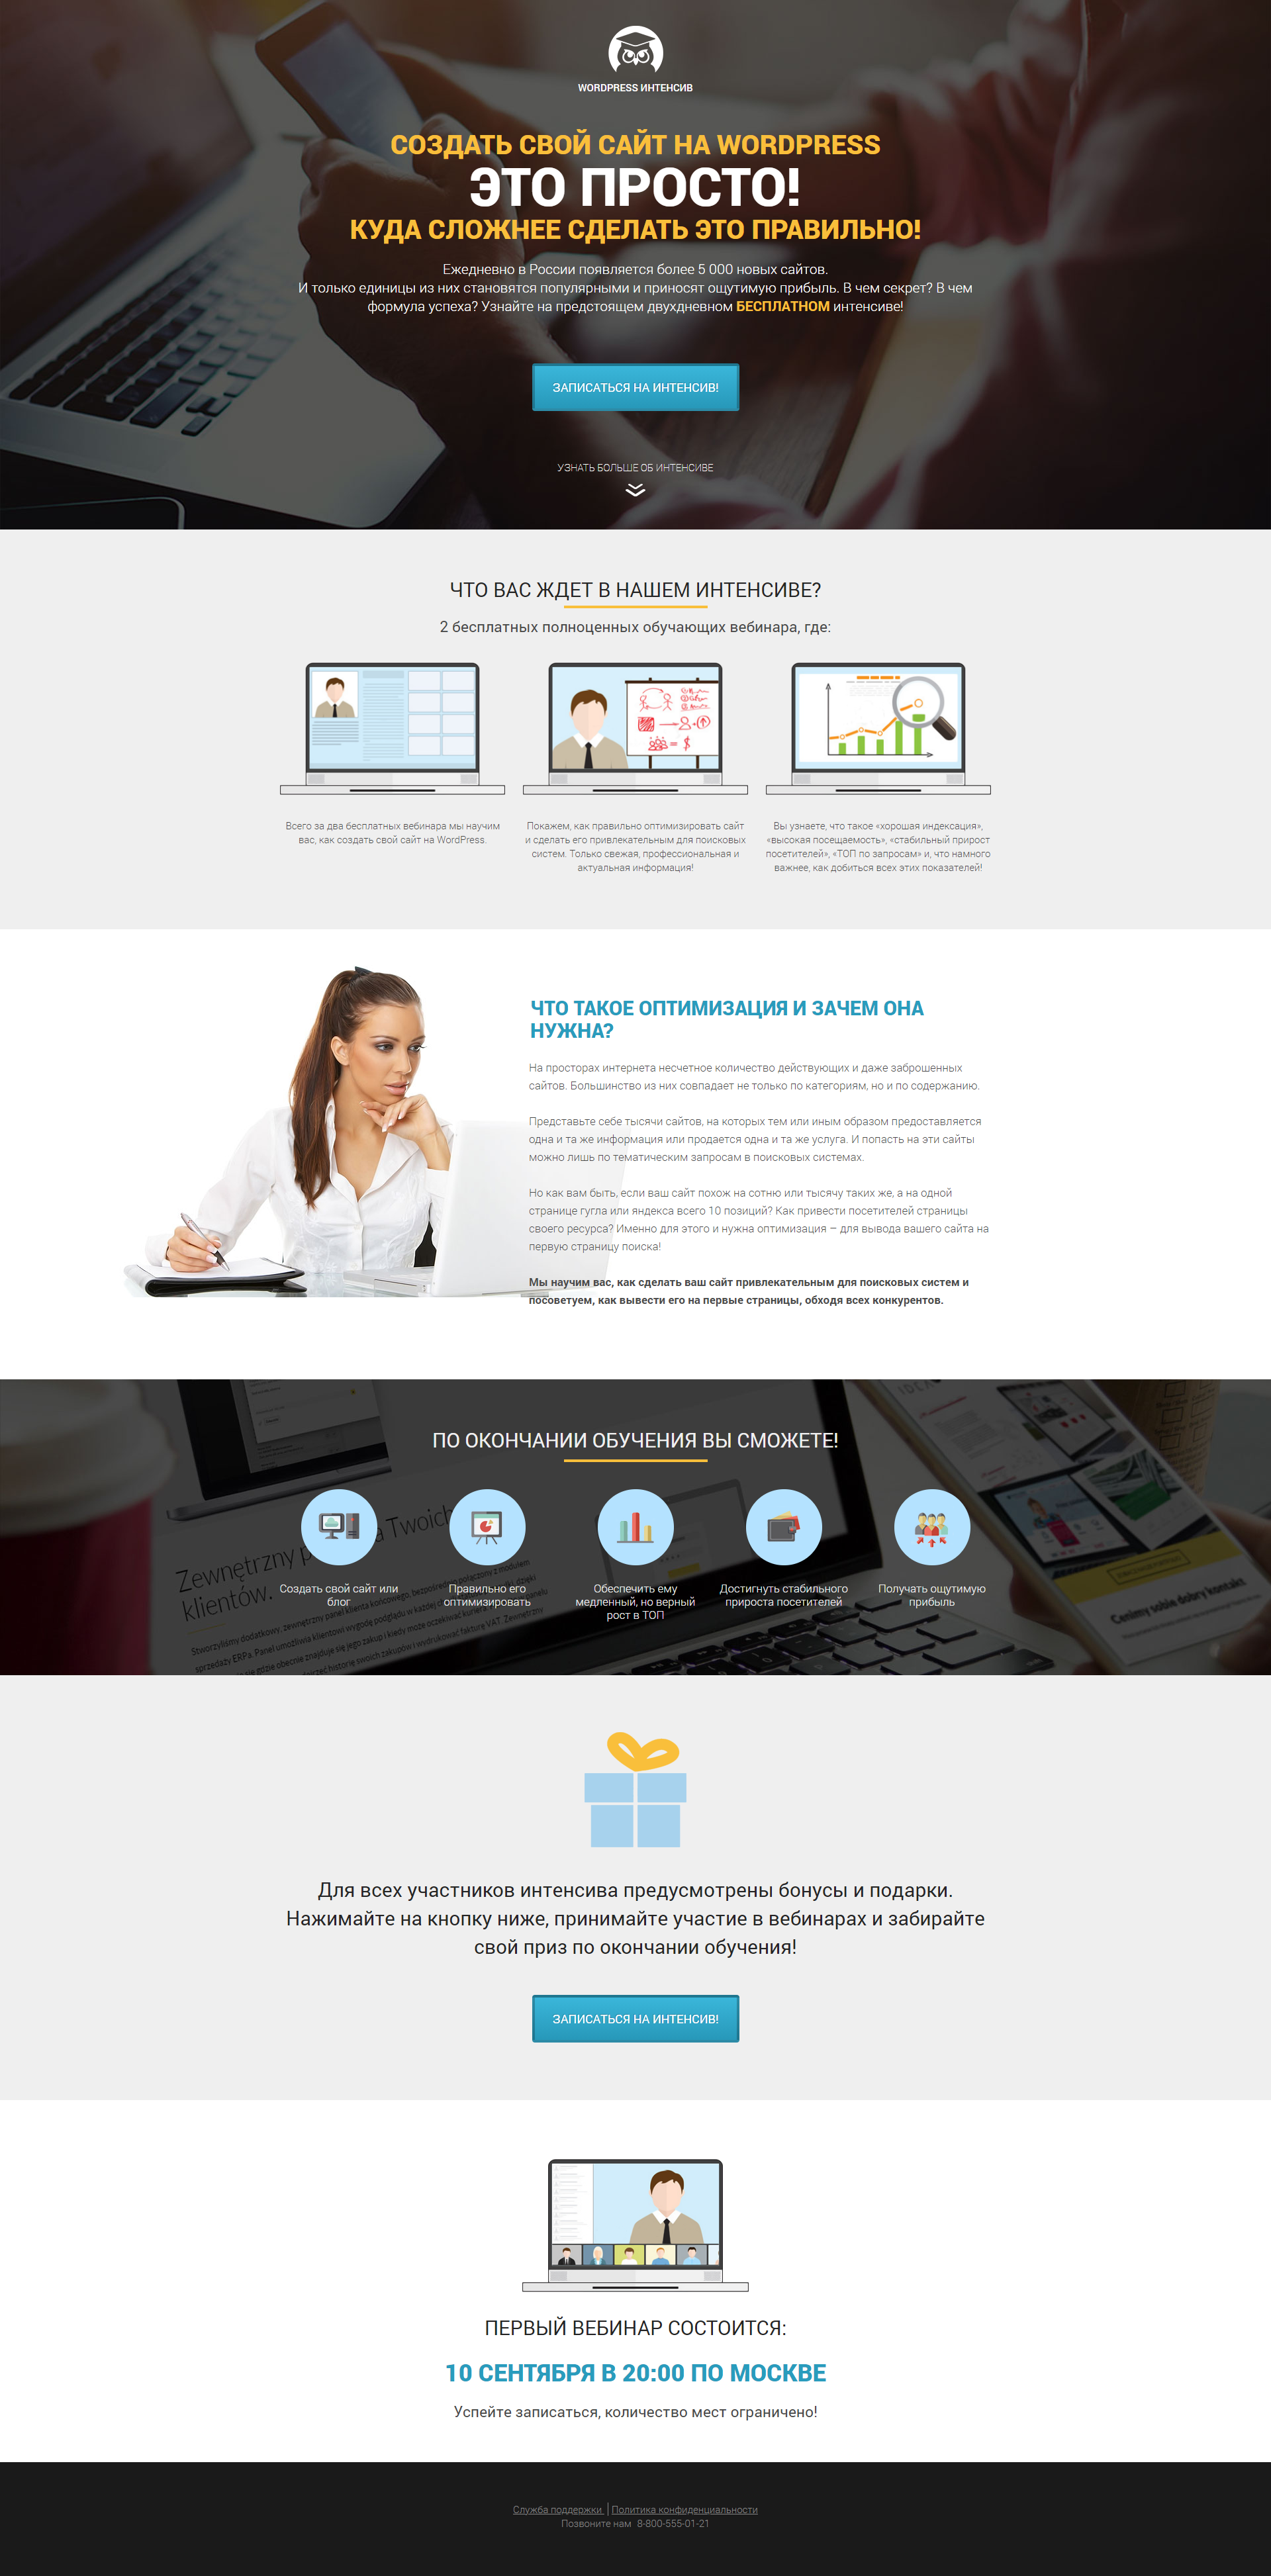 WORDPRESS ИНТЕНСИВ
СОЗДАТЬ СВОЙ САЙТ НА WORDPRESS
ЭТО ПРОСТО!
КУДА СЛОЖНЕЕ СДЕЛАТЬ ЭТО ПРАВИЛЬНО!
Ежедневно в России появляется более 5 000 новых сайтов.
И только единицы из них становятся популярными и приносят ощутимую прибыль. В чем секрет? В чем
формула успеха? Узнайте на предстоящем двухдневном БЕСПЛАТНОМ интенсиве!
ЗАПИСАТЬСЯ НА ИНТЕНСИВ!
УЗНАТЬ БОЛЬШЕ ОБ ИНТЕНСИВЕ
ЧТО ВАС ЖДЕТ В НАШЕМ ИНТЕНСИВЕ?
2 бесплатных полноценных обучающих вебинара, где:
Всего за два бесплатных вебинара мы научим
вас, как создать свой сайт на WordPress.
Покажем, как правильно оптимизировать сайт
и сделать его привлекательным для поисковых
систем. Только свежая, профессиональная и
актуальная информация!
Вы узнаете, что такое «хорошая индексация»,
«высокая посещаемость», «стабильный прирост
посетителей», «ТОП по запросам» и, что намного
важнее, как добиться всех этих показателей!
ЧТО ТАКОЕ ОПТИМИЗАЦИЯ И ЗАЧЕМ ОНА
НУЖНА?
На просторах интернета несчетное количество действующих и даже заброшенных
сайтов. Большинство из них совпадает не только по категориям, но и по содержанию.
Представьте себе тысячи сайтов, на которых тем или иным образом предоставляется
одна и та же информация или продается одна и та же услуга. И попасть на эти сайты
можно лишь по тематическим запросам в поисковых системах.
Но как вам быть, если ваш сайт похож на сотню или тысячу таких же, а на одной
странице гугла или яндекса всего 10 позиций? Как привести посетителей страницы
своего ресурса? Именно для этого и нужна оптимизация – для вывода вашего сайта на
первую страницу поиска!
Мы научим вас, как сделать ваш сайт привлекательным для поисковых систем и
посоветуем, как вывести его на первые страницы, обходя всех конкурентов.
ПО ОКОНЧАНИИ ОБУЧЕНИЯ ВЫ СМОЖЕТЕ!
Zewnętrzny
Twoich
klientów.
Создать свой сайт или
блог
Правильно его
оптимизировать
Обеспечить ему
медленный, но верный
рост в ТОП
Достигнуть стабильного
прироста посетителей
Получать ощутимую
прибыль
Для всех участников интенсива предусмотрены бонусы и подарки.
Нажимайте на кнопку ниже, принимайте участие в вебинарах и забирайте
свой приз по окончании обучения!
ЗАПИСАТЬСЯ НА ИНТЕНСИВ!
ПЕРВЫЙ ВЕБИНАР СОСТОИТСЯ:
10 СЕНТЯБРЯ В 20:00 ПО МОСКВЕ
Успейте записаться, количество мест ограничено!
Служба поддержки | Политика конфиденциальности
Позвоните нам 8-800-555-01-21